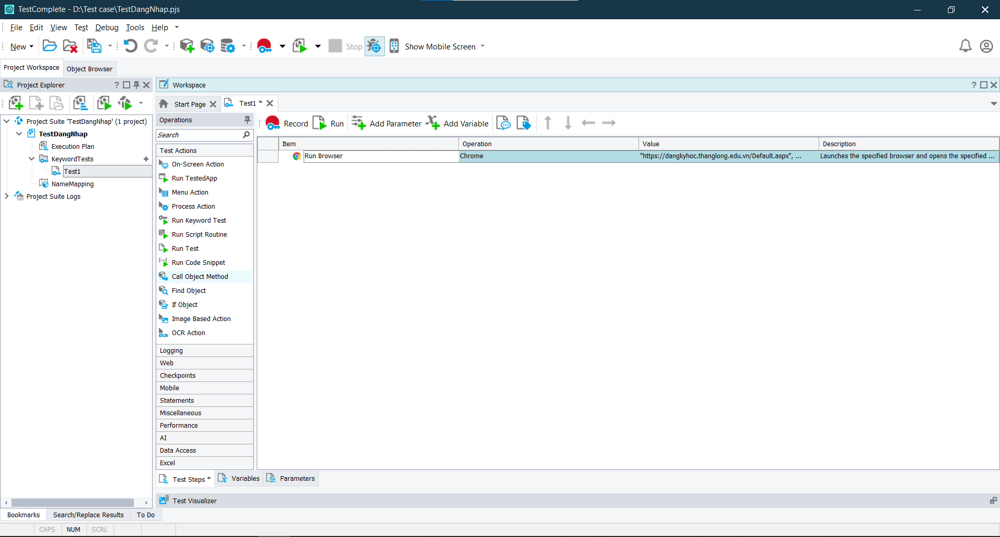 TestComplete - D:\Test case\TestDangNhap.pjs
File Edit View Test Debug Tools Help
New Stop Show Mobile Screen
Project Workspace Object Browser
Project Explorer ?
Project Suite 'TestDangNhap' (1 project)
TestDangNhap
Execution Plan
KeywordTests
Test1
NameMapping
Project Suite Logs
Workspace ?
Start Page Test1 *
Operations
Search
Test Actions
On-Screen Action
Run TestedApp
Menu Action
Process Action
Run Keyword Test
Run Script Routine
Run Test
Run Code Snippet
Call Object Method
Find Object
If Object
Image Based Action
OCR Action
Logging
Web
Checkpoints
Mobile
Statements
Miscellaneous
Performance
AI
Data Access
Excel
Record Run Add Parameter Add Variable
Item Operation Value Description
Run Browser Chrome "https://dangkyhoc.thanglong.edu.vn/Default.aspx", ... Launches the specified browser and opens the specified ...
Test Steps * Variables Parameters
Test Visualizer
Bookmarks Search/Replace Results To Do
CAPS NUM SCRL